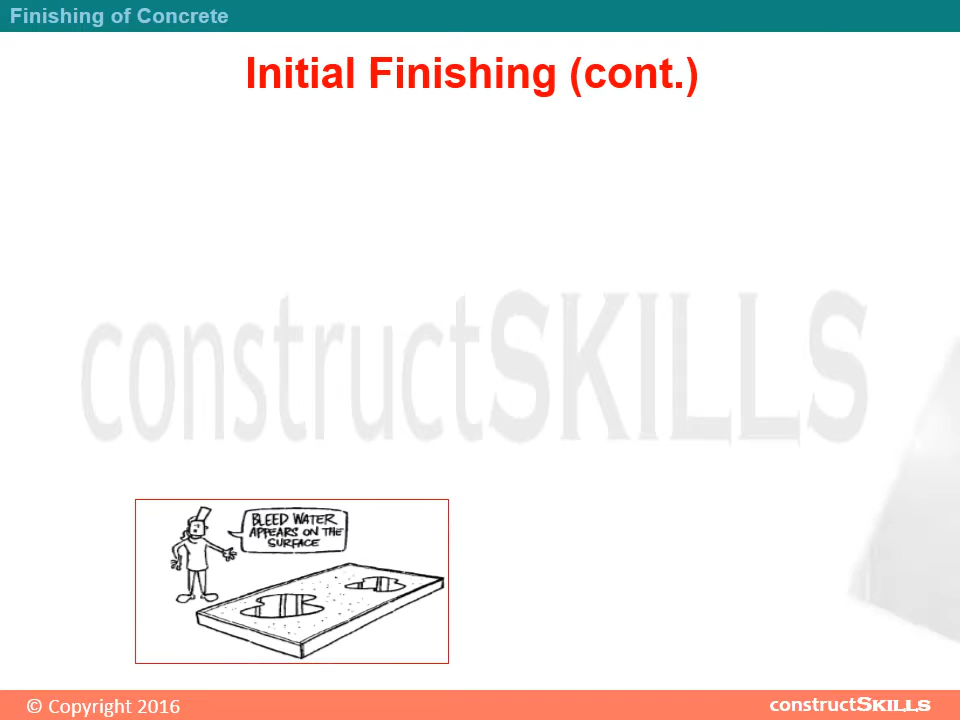 Finishing of Concrete
Initial Finishing (cont.)
constructSKILLS
BLEED WATER
APPEARS ON THE
SURFACE
© Copyright 2016
constructSKILLS